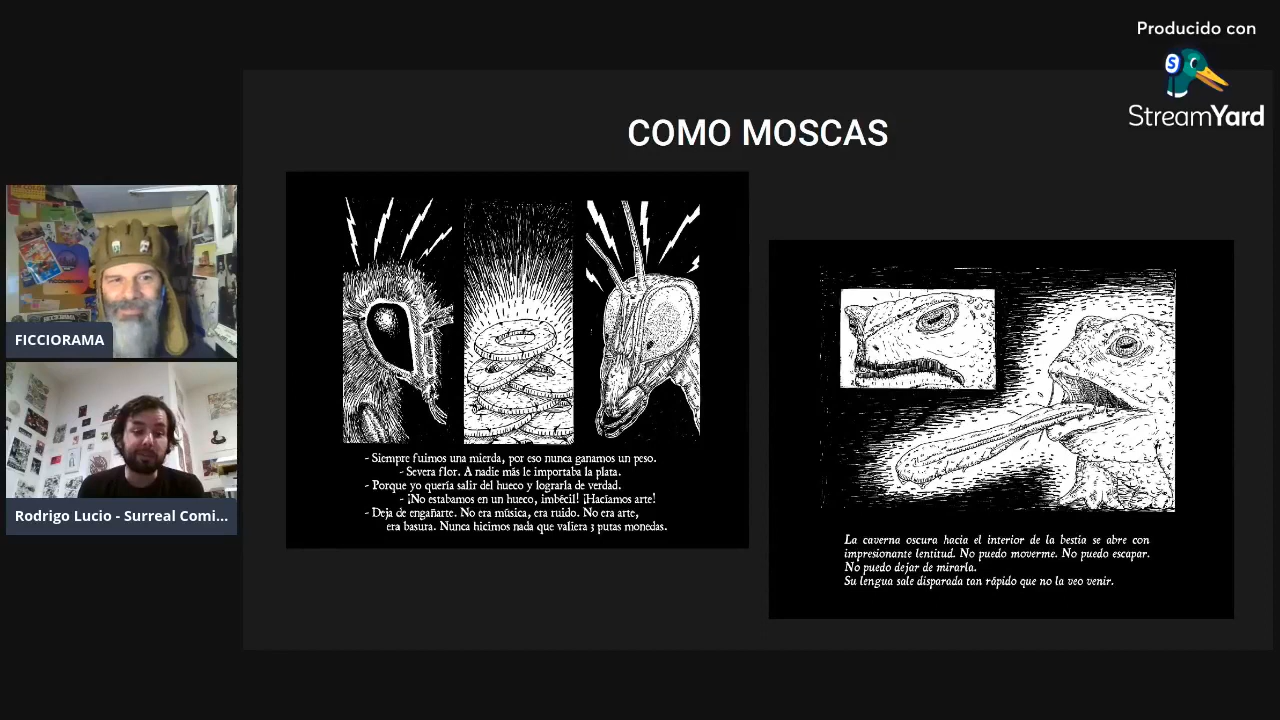 Producido con
StreamYard
COMO MOSCAS
FICCIORAMA
Rodrigo Lucio - Surreal Comi...
- Siempre fuimos una mierda, por eso nunca ganamos un peso.
- Severa flor. A nadie más le importaba la plata.
- Porque yo quería salir del hueco y lograrla de verdad.
- ¡No estabamos en un hueco, imbécil! ¡Hacíamos arte!
- Deja de engañarte. No era música, era ruido. No era arte,
era basura. Nunca hicimos nada que valiera 3 putas monedas.
La caverna oscura hacia el interior de la bestia se abre con
impresionante lentitud. No puedo moverme. No puedo escapar.
No puedo dejar de mirarla.
Su lengua sale disparada tan rápido que no la veo venir.